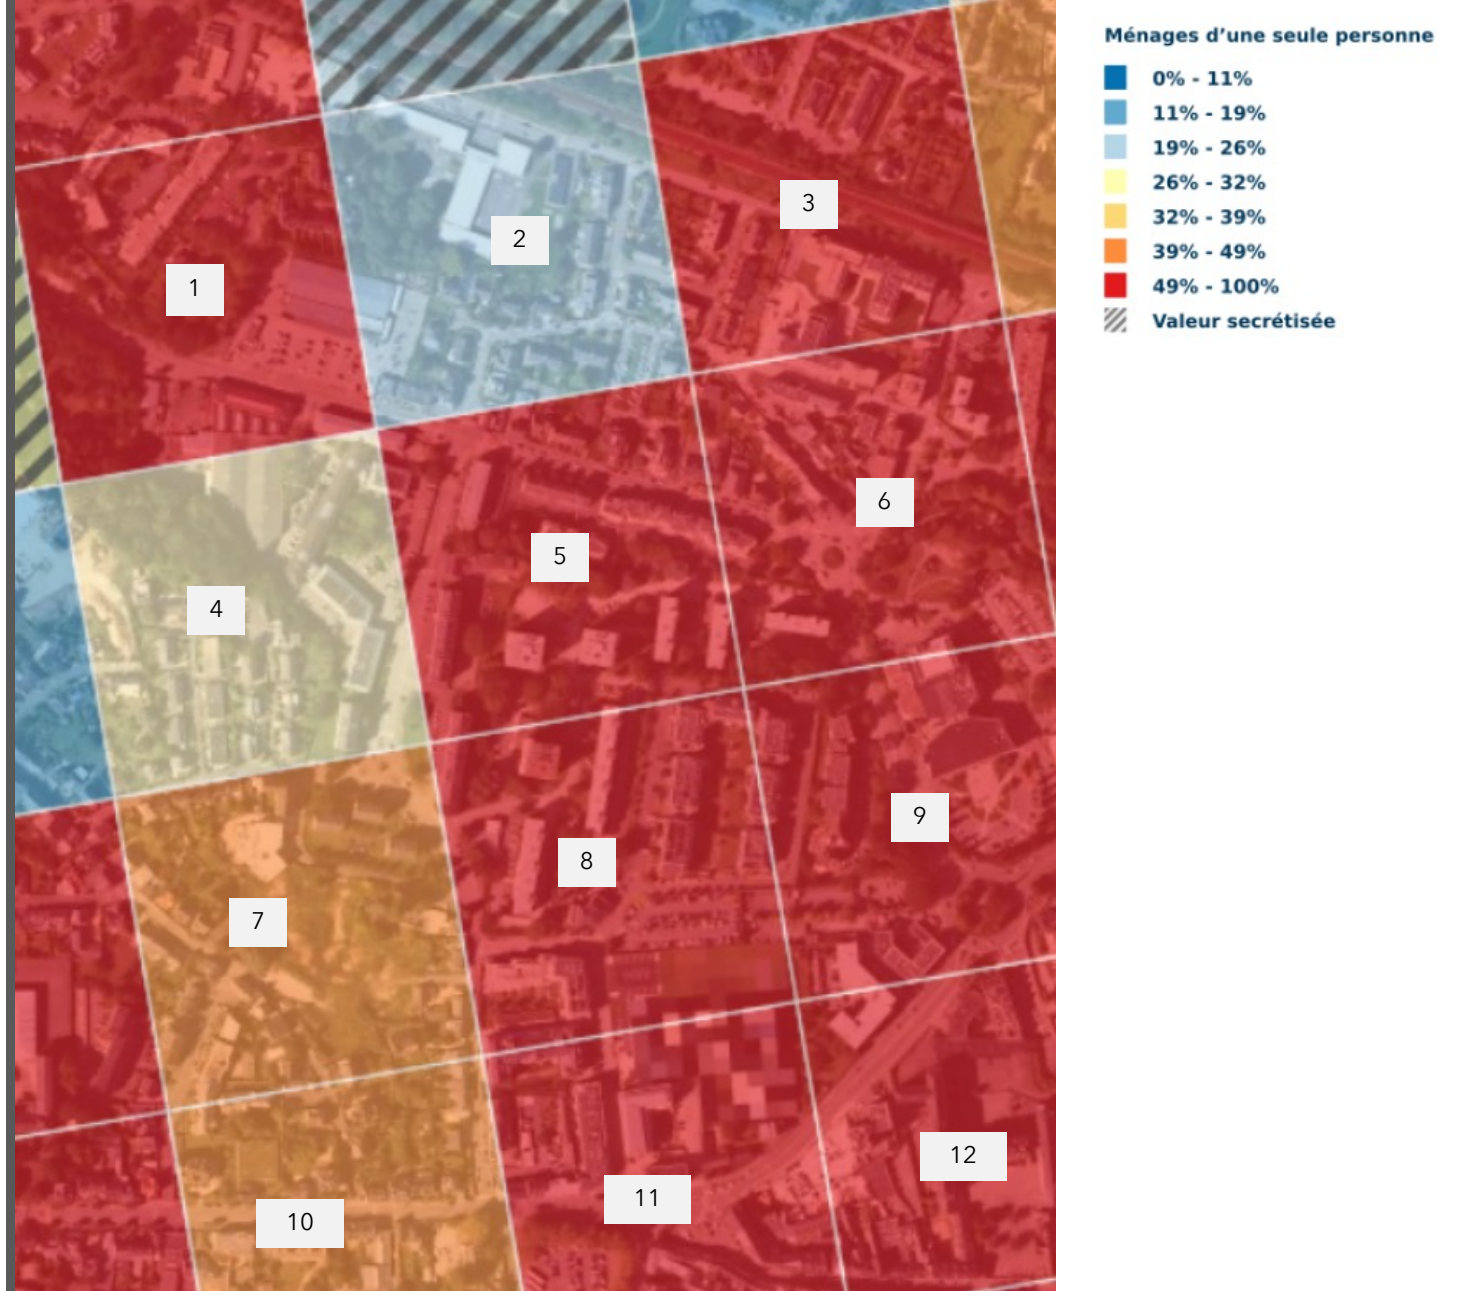 Ménages d’une seule personne
0% - 11%
11% - 19%
19% - 26%
26% - 32%
32% - 39%
39% - 49%
49% - 100%
Valeur secrétisée
1
2
3
4
5
6
7
8
9
10
11
12